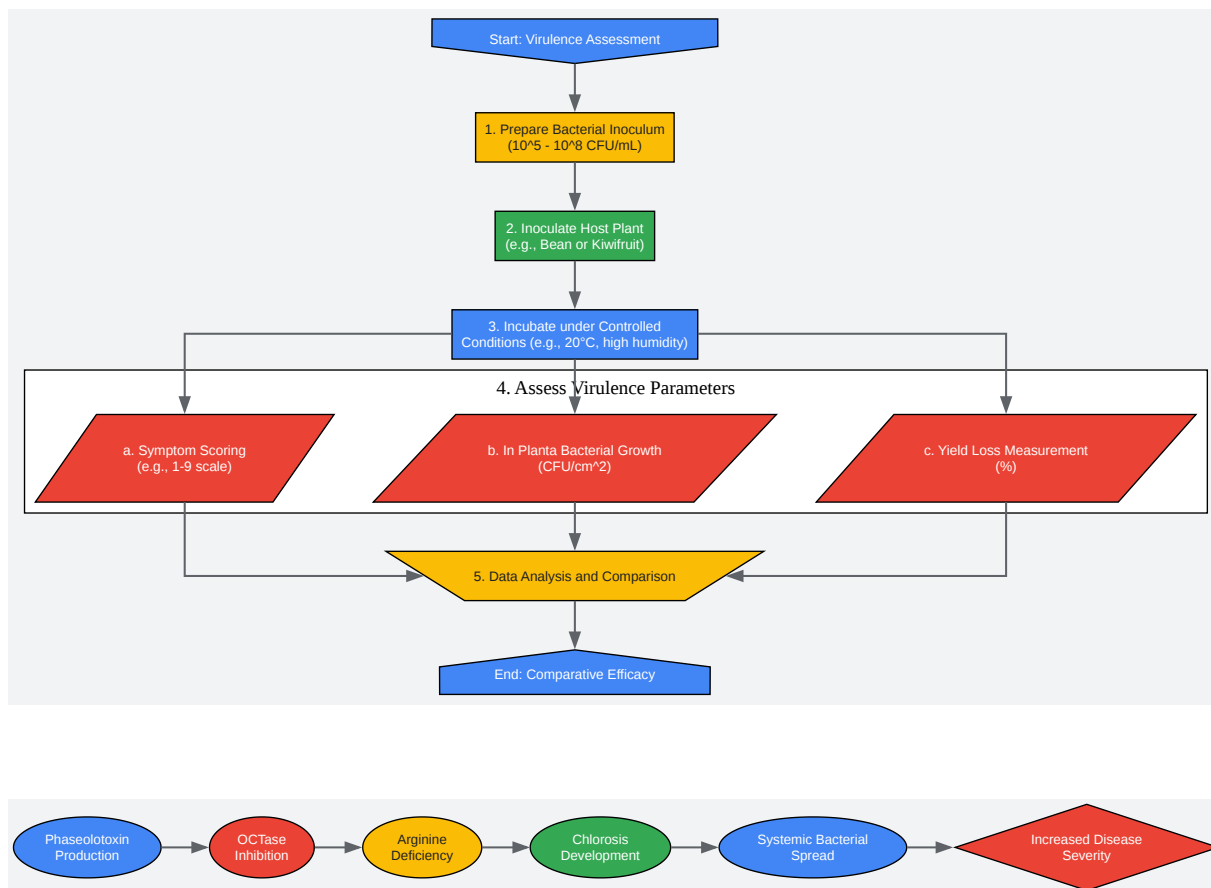 Start: Virulence Assessment
1. Prepare Bacterial Inoculum
(10^5 - 10^8 CFU/mL)
2. Inoculate Host Plant
(e.g., Bean or Kiwifruit)
3. Incubate under Controlled
Conditions (e.g., 20°C, high humidity)
4. Assess Virulence Parameters
a. Symptom Scoring
(e.g., 1-9 scale)
b. In Planta Bacterial Growth
(CFU/cm^2)
c. Yield Loss Measurement
(%)
5. Data Analysis and Comparison
End: Comparative Efficacy
Phaseolotoxin
Production
OCTase
Inhibition
Arginine
Deficiency
Chlorosis
Development
Systemic Bacterial
Spread
Increased Disease
Severity